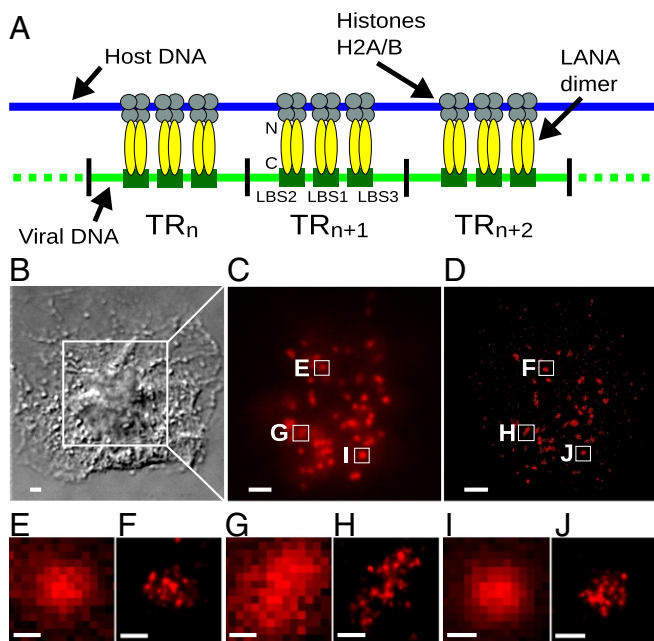 A
Host DNA
Histones
H2A/B
LANA
dimer
N
C
LBS2 LBS1 LBS3
Viral DNA
TRn
TRn+1
TRn+2
B C D
E F
G H
I J
E F G H I J